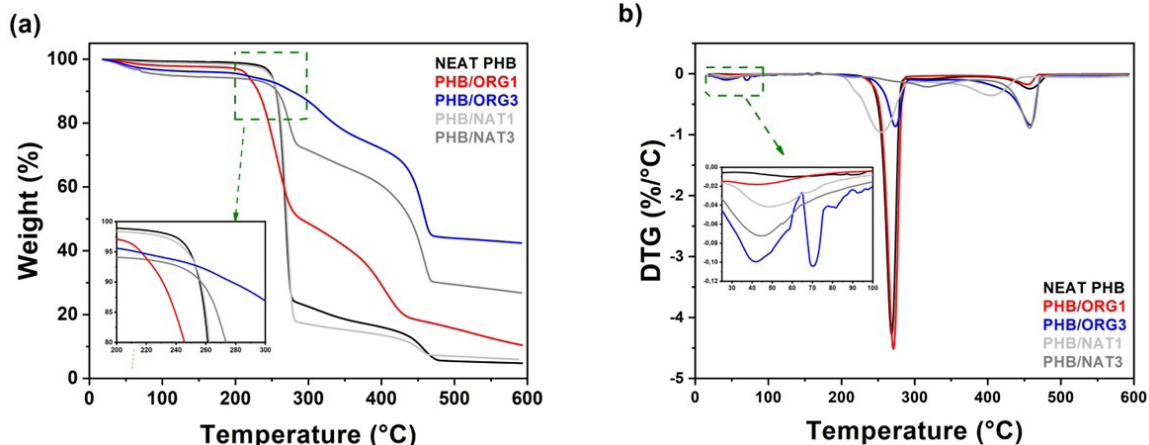 (a)
100
80
60
40
20
0
Weight (%)
NEAT PHB
PHB/ORG1
PHB/ORG3
PHB/NAT1
PHB/NAT3
100
95
90
85
80
200 220 240 260 280 300
0 100 200 300 400 500 600
Temperature (°C)
b)
0
-1
-2
-3
-4
-5
DTG (%/°C)
0,00
-0,02
-0,04
-0,06
-0,08
-0,10
-0,12
30 40 50 60 70 80 90 100
NEAT PHB
PHB/ORG1
PHB/ORG3
PHB/NAT1
PHB/NAT3
0 100 200 300 400 500 600
Temperature (°C)